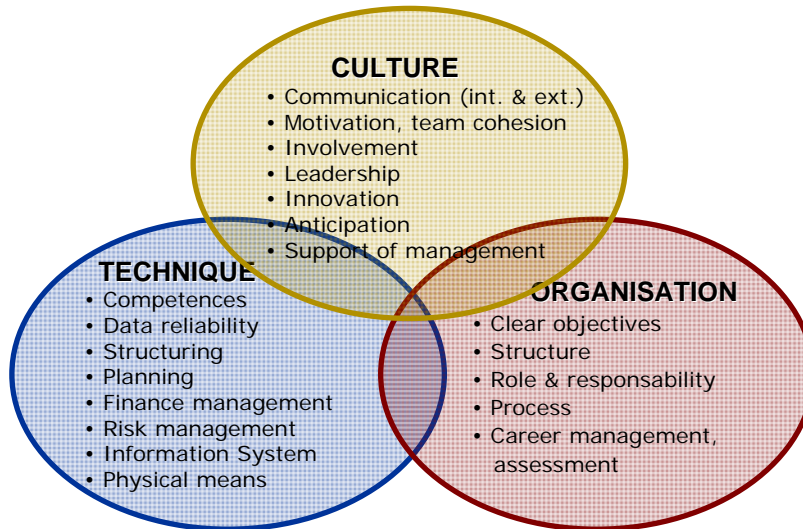 CULTURE
• Communication (int. & ext.)
• Motivation, team cohesion
• Involvement
• Leadership
• Innovation
• Anticipation
• Support of management
TECHNIQUE
• Competences
• Data reliability
• Structuring
• Planning
• Finance management
• Risk management
• Information System
• Physical means
ORGANISATION
• Clear objectives
• Structure
• Role & responsability
• Process
• Career management,
assessment